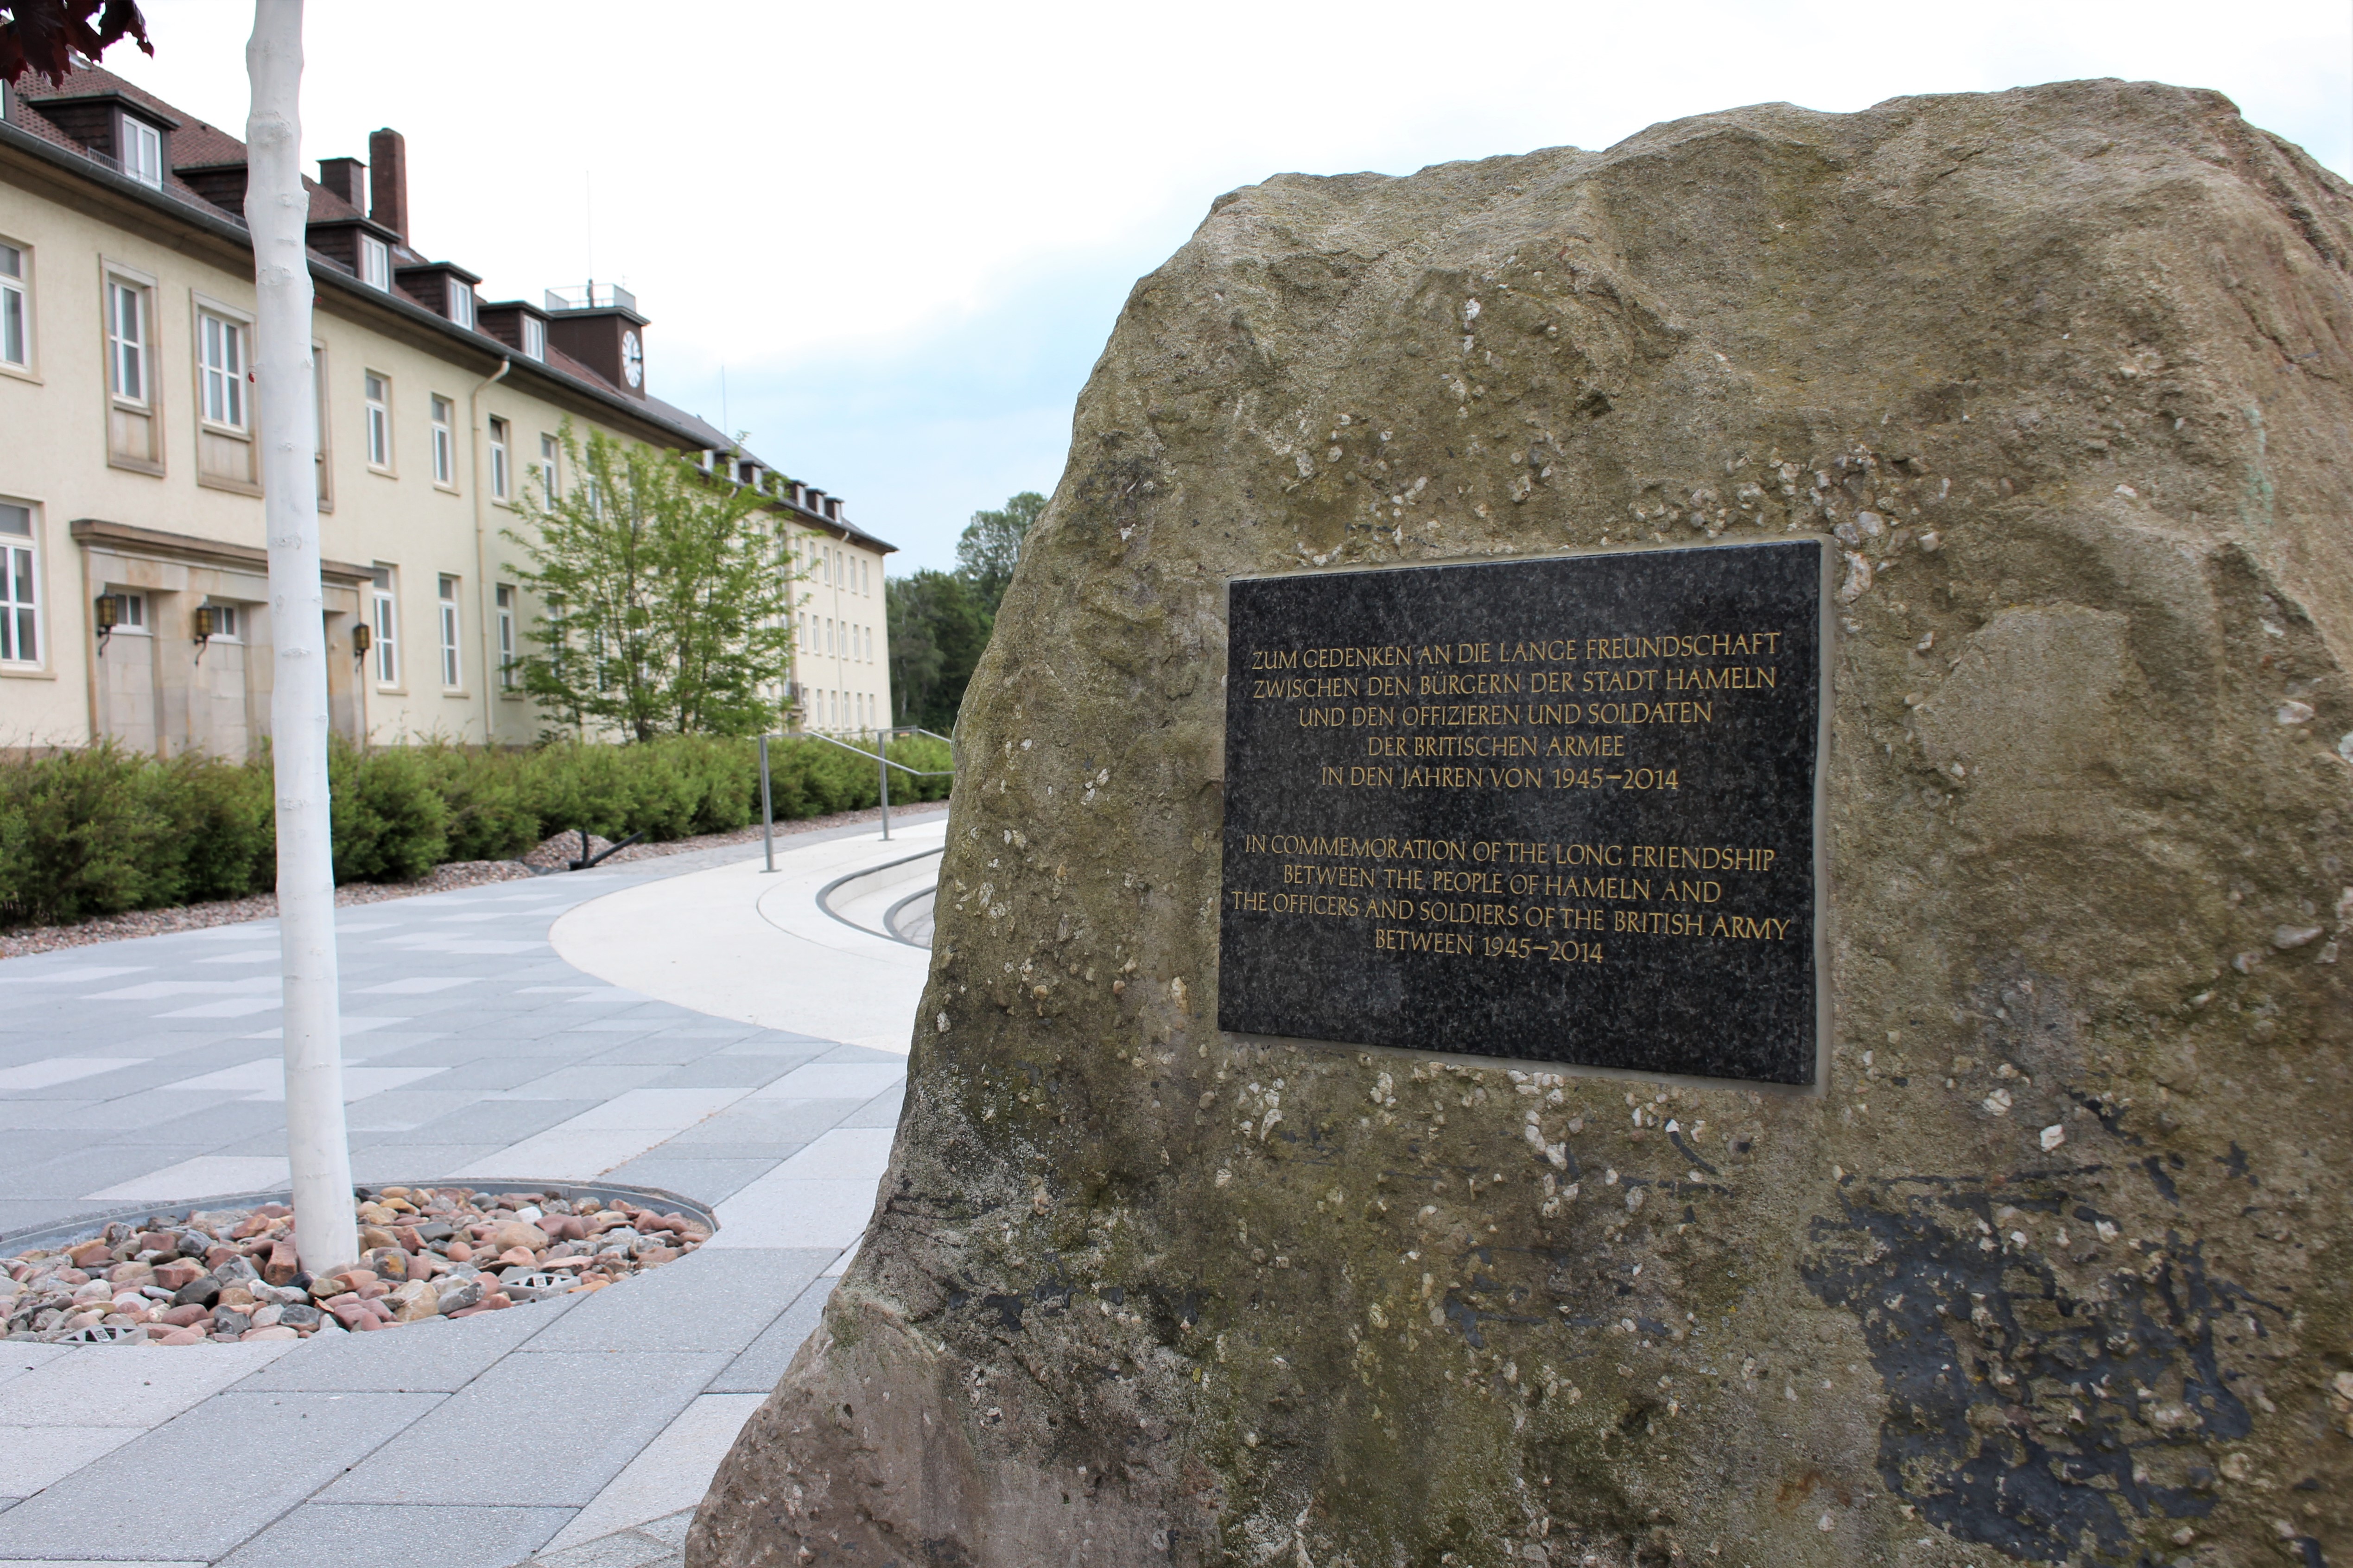 ZUM GEDENKEN AN DIE LANGE FREUNDSCHAFT
ZWISCHEN DEN BÜRGERN DER STADT HAMELN
UND DEN OFFIZIEREN UND SOLDATEN
DER BRITISCHEN ARMEE
IN DEN JAHREN VON 1945–2014
IN COMMEMORATION OF THE LONG FRIENDSHIP
BETWEEN THE PEOPLE OF HAMELN AND
THE OFFICERS AND SOLDIERS OF THE BRITISH ARMY
BETWEEN 1945–2014